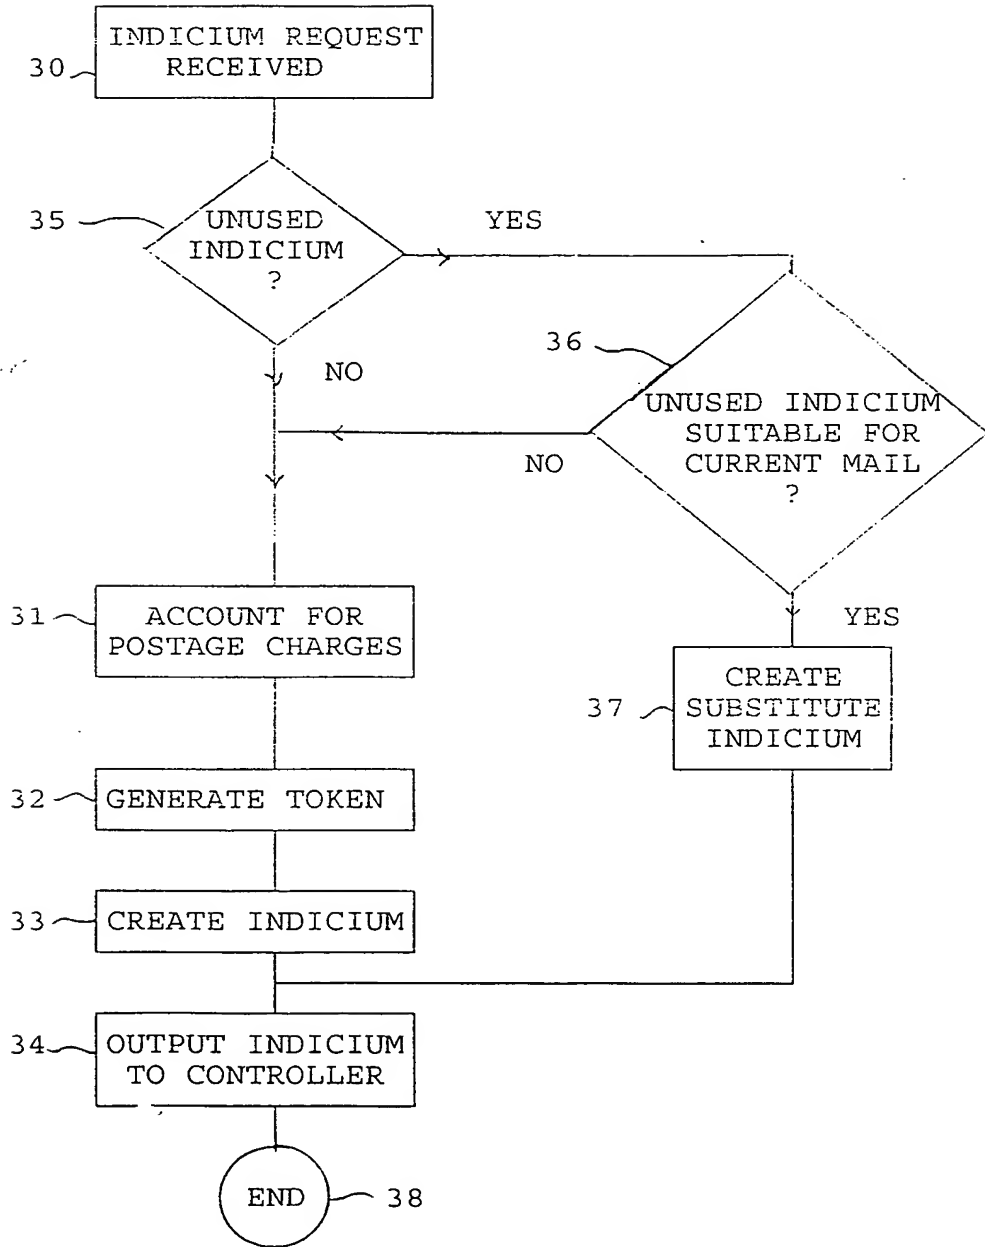 INDICIUM REQUEST
RECEIVED
30
35
UNUSED
INDICIUM
?
YES
36
NO
UNUSED INDICIUM
SUITABLE FOR
CURRENT MAIL
?
NO
31
ACCOUNT FOR
POSTAGE CHARGES
YES
37
CREATE
SUBSTITUTE
INDICIUM
32
GENERATE TOKEN
33
CREATE INDICIUM
34
OUTPUT INDICIUM
TO CONTROLLER
END
38